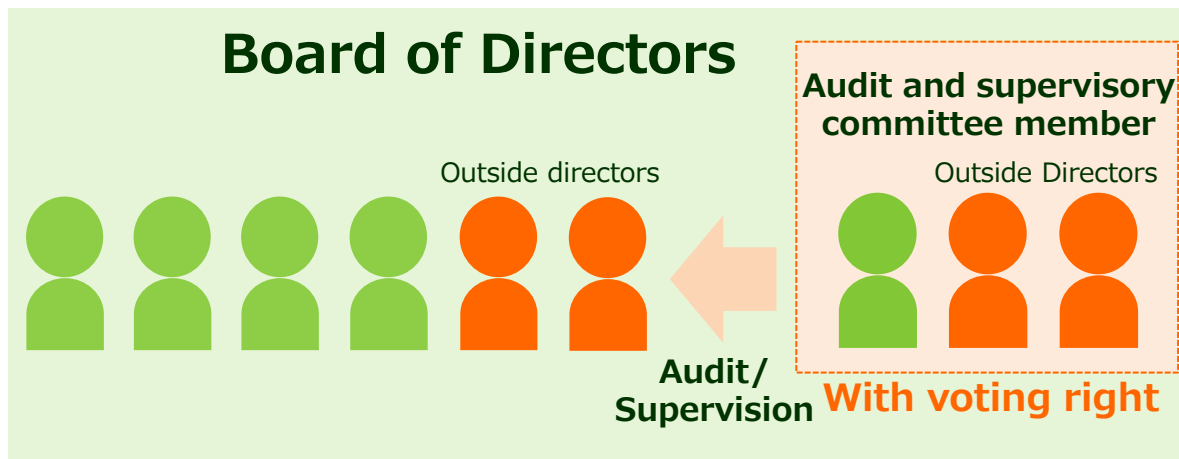 Board of Directors
Audit and supervisory
committee member
Outside directors
Outside Directors
Audit/
Supervision
With voting right